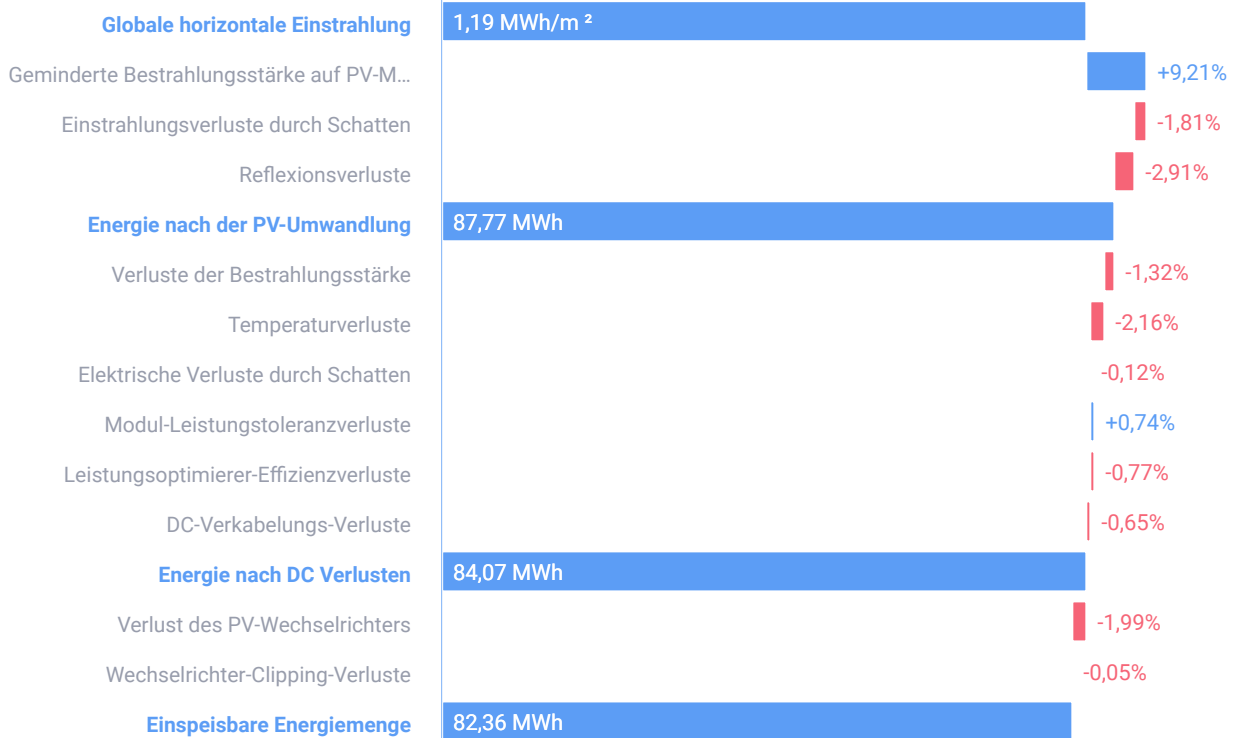 Globale horizontale Einstrahlung 1,19 MWh/m ²
Geminderte Bestrahlungsstärke auf PV-M... +9,21%
Einstrahlungsverluste durch Schatten -1,81%
Reflexionsverluste -2,91%
Energie nach der PV-Umwandlung 87,77 MWh
Verluste der Bestrahlungsstärke -1,32%
Temperaturverluste -2,16%
Elektrische Verluste durch Schatten -0,12%
Modul-Leistungstoleranzverluste +0,74%
Leistungsoptimierer-Effizienzverluste -0,77%
DC-Verkabelungs-Verluste -0,65%
Energie nach DC Verlusten 84,07 MWh
Verlust des PV-Wechselrichters -1,99%
Wechselrichter-Clipping-Verluste -0,05%
Einspeisbare Energiemenge 82,36 MWh